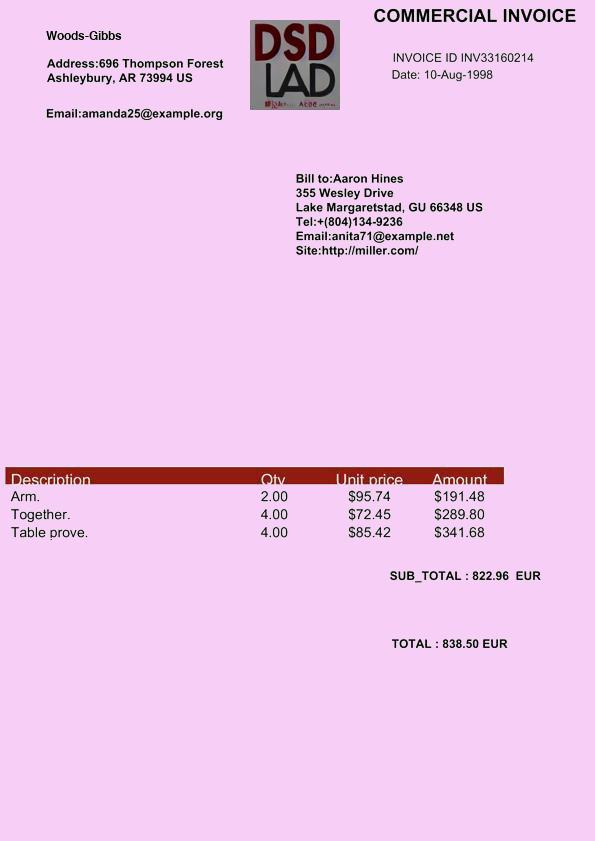 COMMERCIAL INVOICE
Woods-Gibbs
Address:696 Thompson Forest
Ashleybury, AR 73994 US
Email:amanda25@example.org
DSD
LAD
INVOICE ID INV33160214
Date: 10-Aug-1998
Bill to:Aaron Hines
355 Wesley Drive
Lake Margaretstad, GU 66348 US
Tel:+(804)134-9236
Email:anita71@example.net
Site:http://miller.com/
Description Qty Unit price Amount
Arm. 2.00 $95.74 $191.48
Together. 4.00 $72.45 $289.80
Table prove. 4.00 $85.42 $341.68
SUB_TOTAL : 822.96 EUR
TOTAL : 838.50 EUR